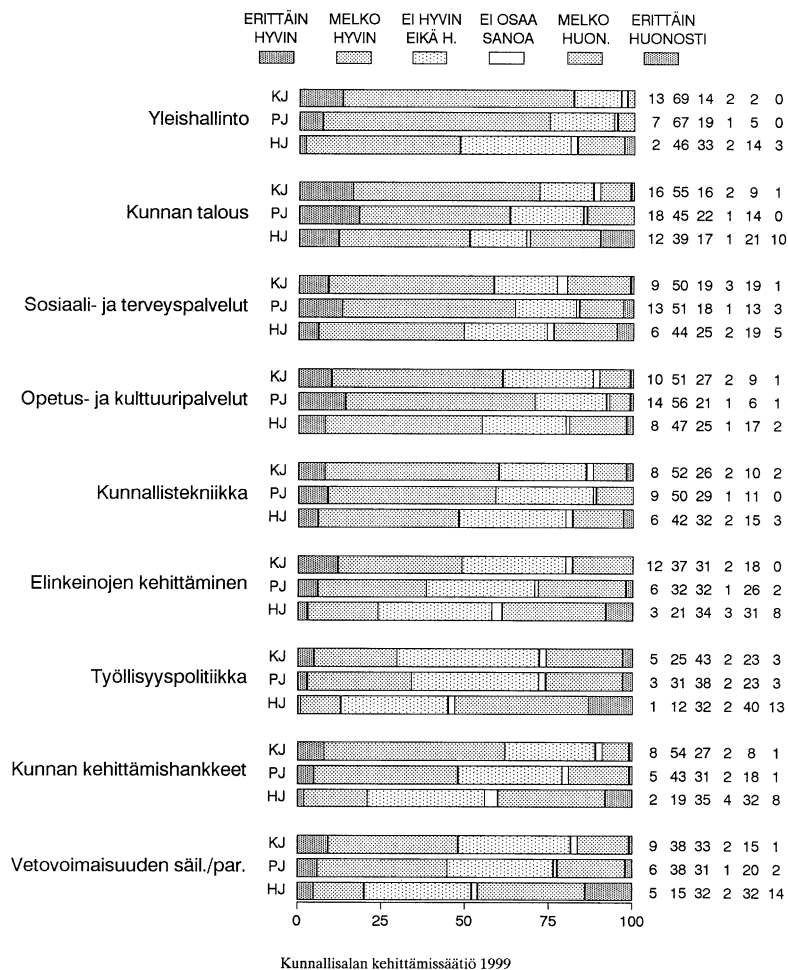 ERITTÄIN MELKO EI HYVIN EI OSAA MELKO ERITTÄIN
HYVIN HYVIN EIKÄ H. SANOA HUON. HUONOSTI
KJ 13 69 14 2 2 0
Yleishallinto PJ 7 67 19 1 5 0
HJ 2 46 33 2 14 3
KJ 16 55 16 2 9 1
Kunnan talous PJ 18 45 22 1 14 0
HJ 12 39 17 1 21 10
KJ 9 50 19 3 19 1
Sosiaali- ja terveyspalvelut PJ 13 51 18 1 13 3
HJ 6 44 25 2 19 5
KJ 10 51 27 2 9 1
Opetus- ja kulttuuripalvelut PJ 14 56 21 1 6 1
HJ 8 47 25 1 17 2
KJ 8 52 26 2 10 2
Kunnallistekniikka PJ 9 50 29 1 11 0
HJ 6 42 32 2 15 3
KJ 12 37 31 2 18 0
Elinkeinojen kehittäminen PJ 6 32 32 1 26 2
HJ 3 21 34 3 31 8
KJ 5 25 43 2 23 3
Työllisyyspolitiikka PJ 3 31 38 2 23 3
HJ 1 12 32 2 40 13
KJ 8 54 27 2 8 1
Kunnan kehittämishankkeet PJ 5 43 31 2 18 1
HJ 2 19 35 4 32 8
KJ 9 38 33 2 15 1
Vetovoimaisuuden säil./par. PJ 6 38 31 1 20 2
HJ 5 15 32 2 32 14
0 25 50 75 100
Kunnallisalan kehittämissäätiö 1999